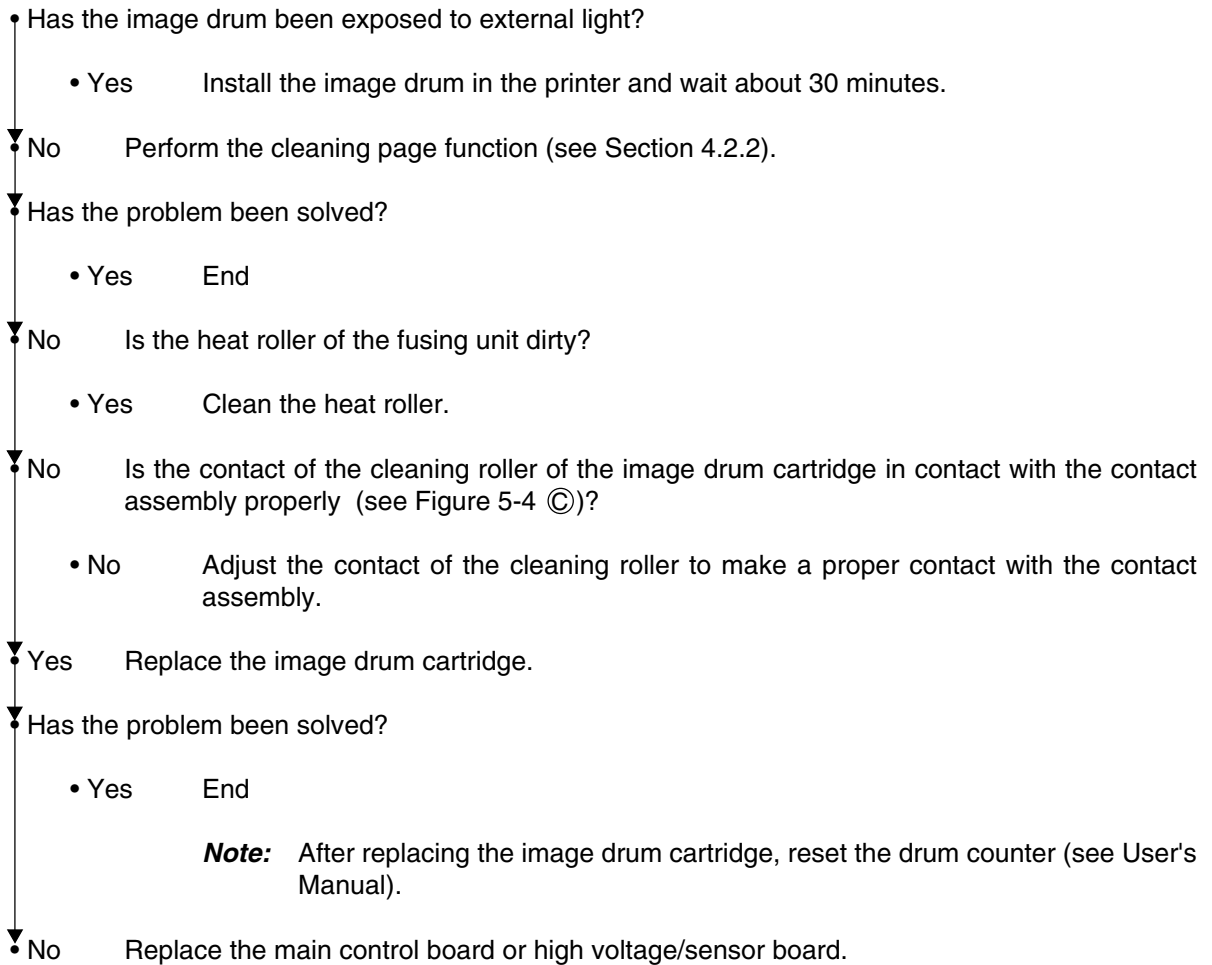 • Has the image drum been exposed to external light?
• Yes Install the image drum in the printer and wait about 30 minutes.
• No Perform the cleaning page function (see Section 4.2.2).
• Has the problem been solved?
• Yes End
• No Is the heat roller of the fusing unit dirty?
• Yes Clean the heat roller.
• No Is the contact of the cleaning roller of the image drum cartridge in contact with the contact
assembly properly (see Figure 5-4 Ⓒ)?
• No Adjust the contact of the cleaning roller to make a proper contact with the contact
assembly.
• Yes Replace the image drum cartridge.
• Has the problem been solved?
• Yes End
Note: After replacing the image drum cartridge, reset the drum counter (see User's
Manual).
• No Replace the main control board or high voltage/sensor board.